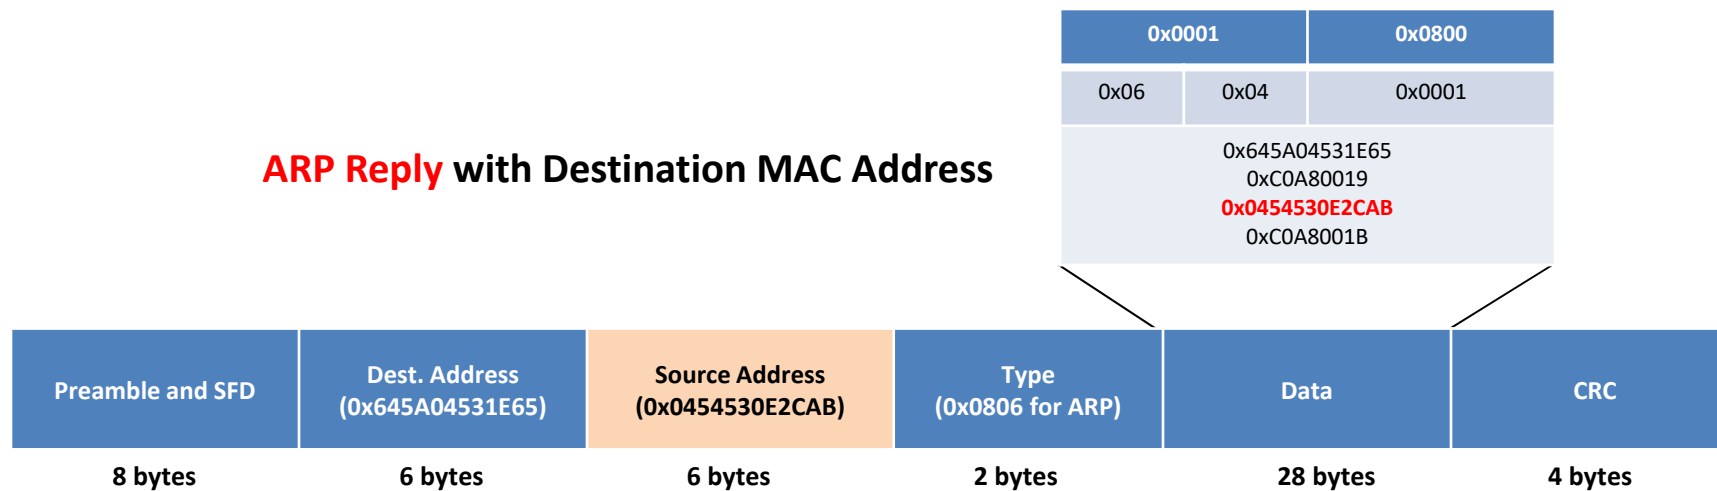 0x0001 0x0800
0x06 0x04 0x0001
0x645A04531E65
0xC0A80019
0x0454530E2CAB
0xC0A8001B
ARP Reply with Destination MAC Address
Preamble and SFD
Dest. Address
(0x645A04531E65)
Source Address
(0x0454530E2CAB)
Type
(0x0806 for ARP)
Data
CRC
8 bytes 6 bytes 6 bytes 2 bytes 28 bytes 4 bytes